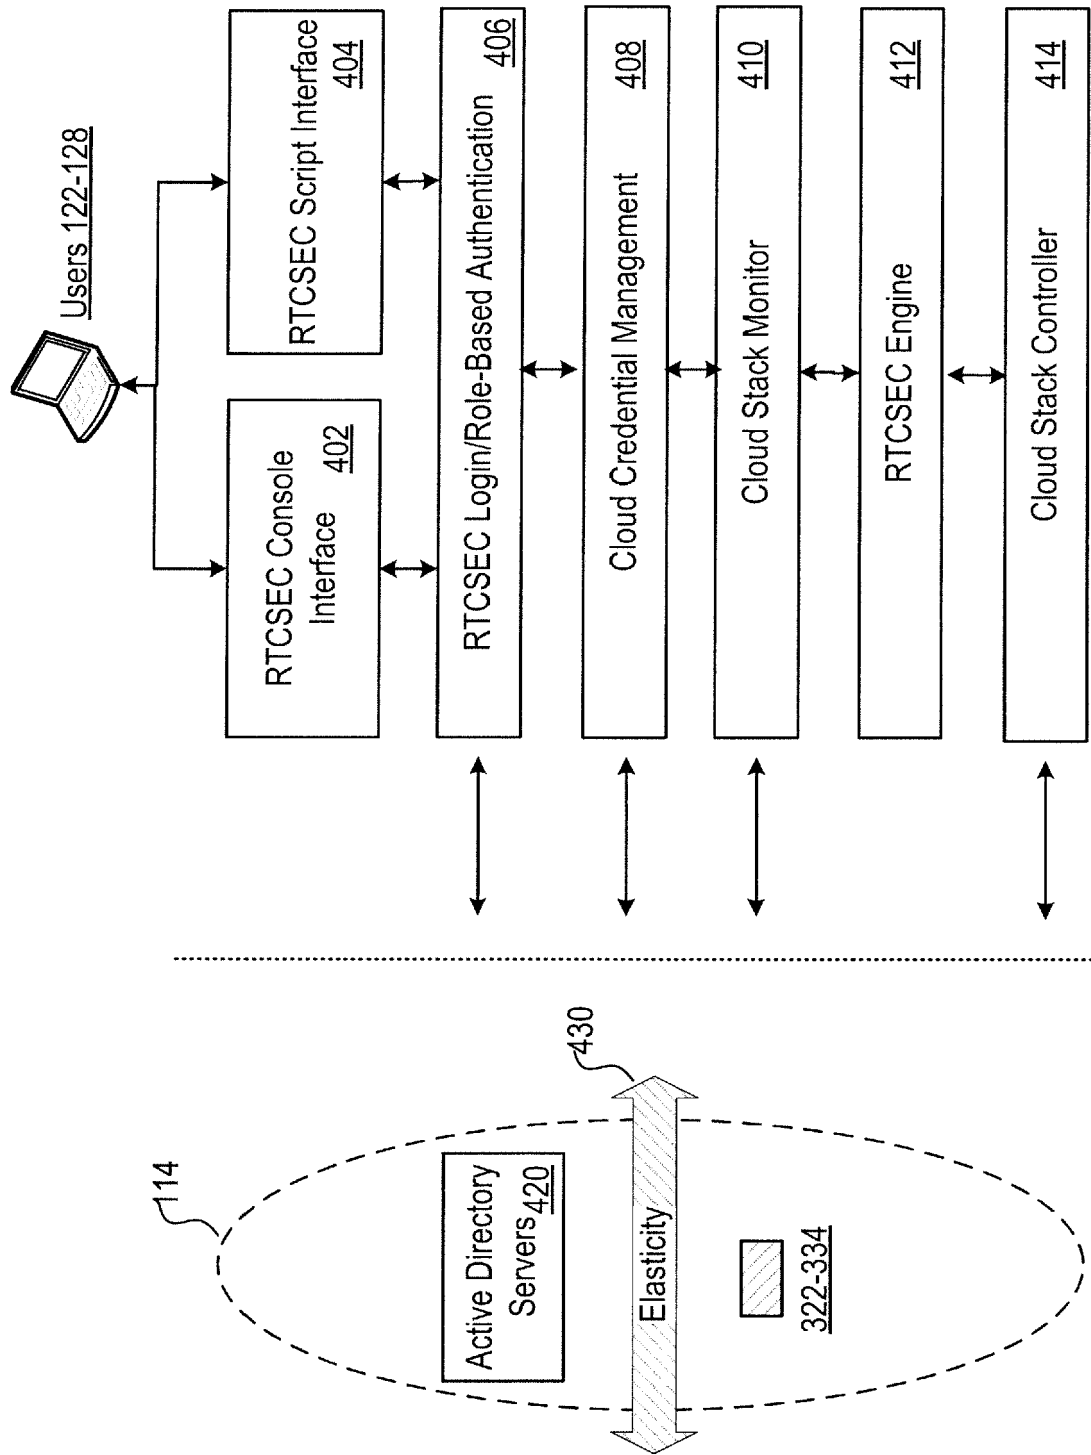 Users 122-128
RTCSEC Console
Interface
402
RTCSEC Script Interface
404
RTCSEC Login/Role-Based Authentication
406
Cloud Credential Management
408
Cloud Stack Monitor
410
RTCSEC Engine
412
Cloud Stack Controller
414
114
Active Directory
Servers 420
430
Elasticity
322-334